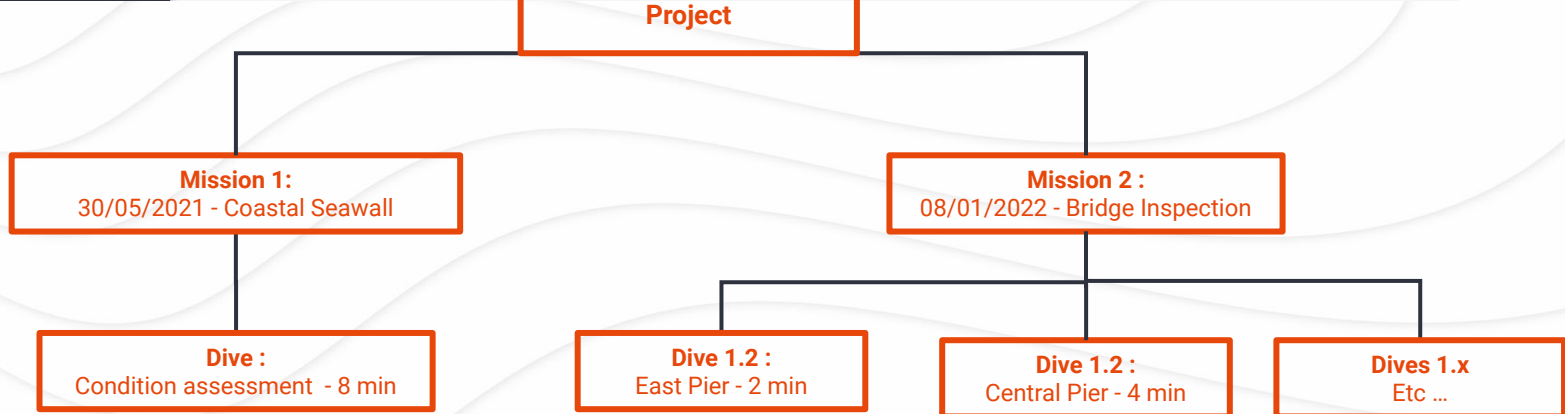 Project
Mission 1:
30/05/2021 - Coastal Seawall
Mission 2 :
08/01/2022 - Bridge Inspection
Dive :
Condition assessment - 8 min
Dive 1.2 :
East Pier - 2 min
Dive 1.2 :
Central Pier - 4 min
Dives 1.x
Etc ...